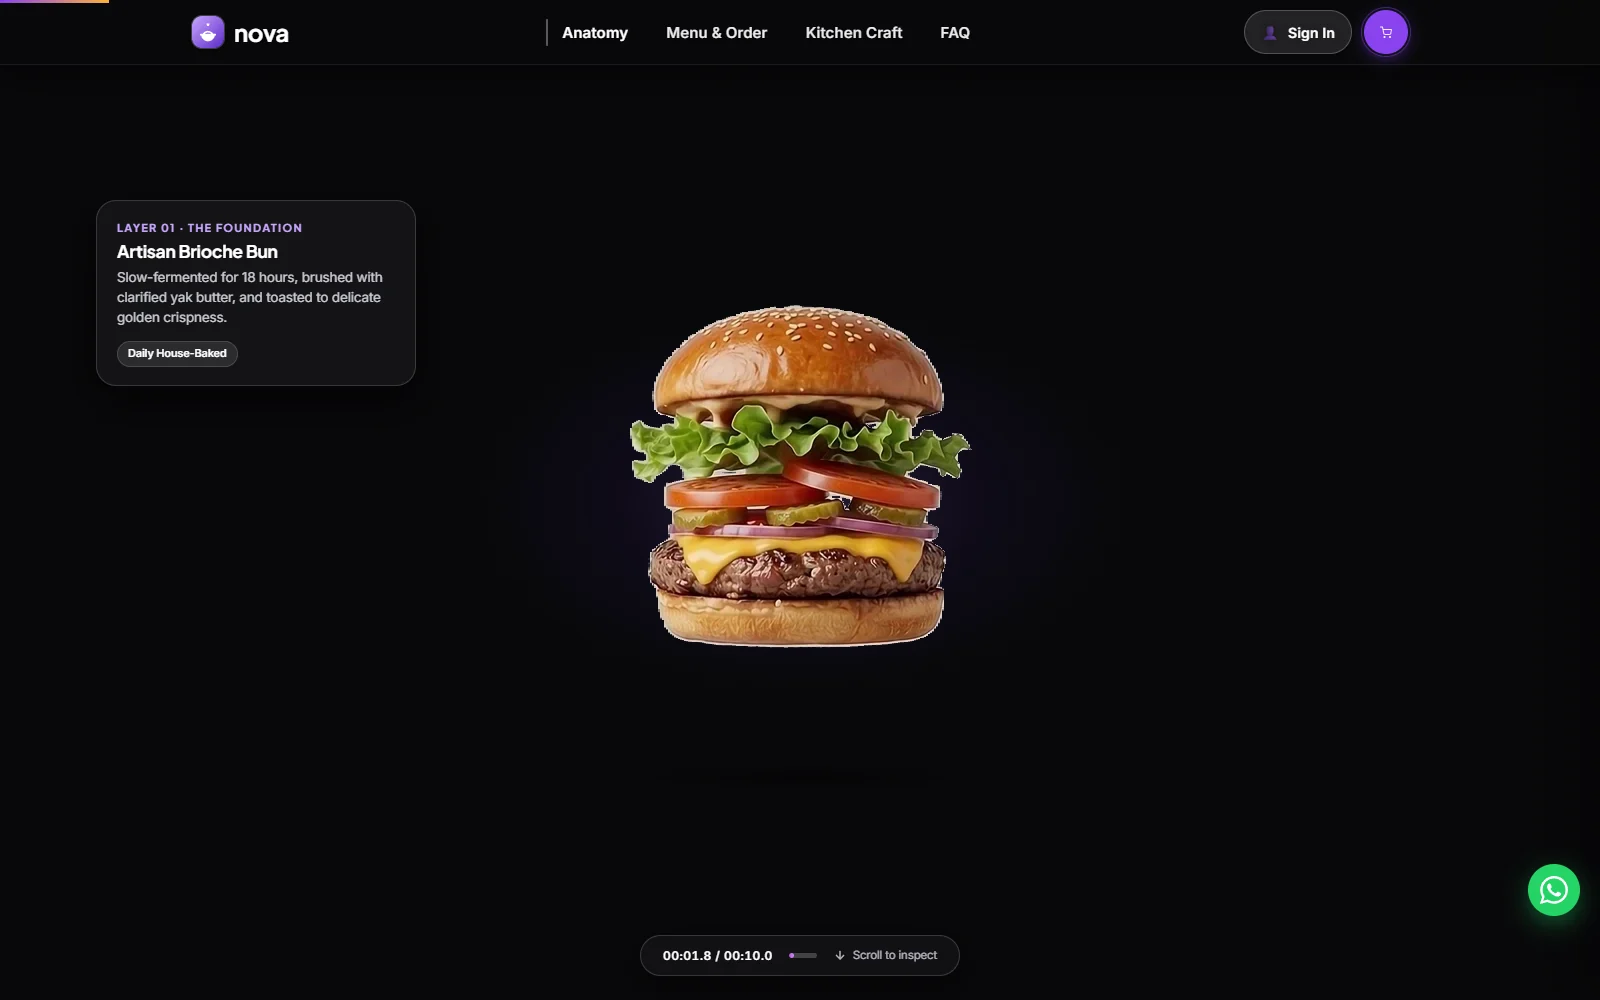 nova
Anatomy
Menu & Order
Kitchen Craft
FAQ
Sign In
LAYER 01 · THE FOUNDATION
Artisan Brioche Bun
Slow-fermented for 18 hours, brushed with
clarified yak butter, and toasted to delicate
golden crispness.
Daily House-Baked
00:01.8 / 00:10.0
↓ Scroll to inspect